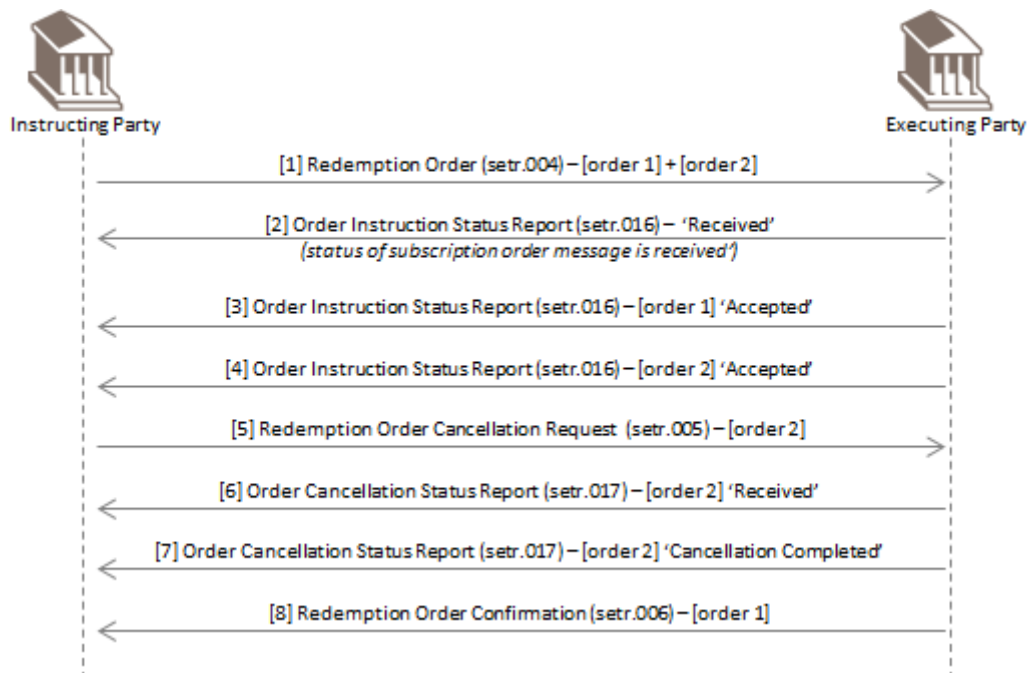 Instructing Party
Executing Party
[1] Redemption Order (setr.004) – [order 1] + [order 2]
[2] Order Instruction Status Report (setr.016) – ‘Received’
(status of subscription order message is received’)
[3] Order Instruction Status Report (setr.016) – [order 1] ‘Accepted’
[4] Order Instruction Status Report (setr.016) – [order 2] ‘Accepted’
[5] Redemption Order Cancellation Request (setr.005) – [order 2]
[6] Order Cancellation Status Report (setr.017) – [order 2] ‘Received’
[7] Order Cancellation Status Report (setr.017) – [order 2] ‘Cancellation Completed’
[8] Redemption Order Confirmation (setr.006) – [order 1]